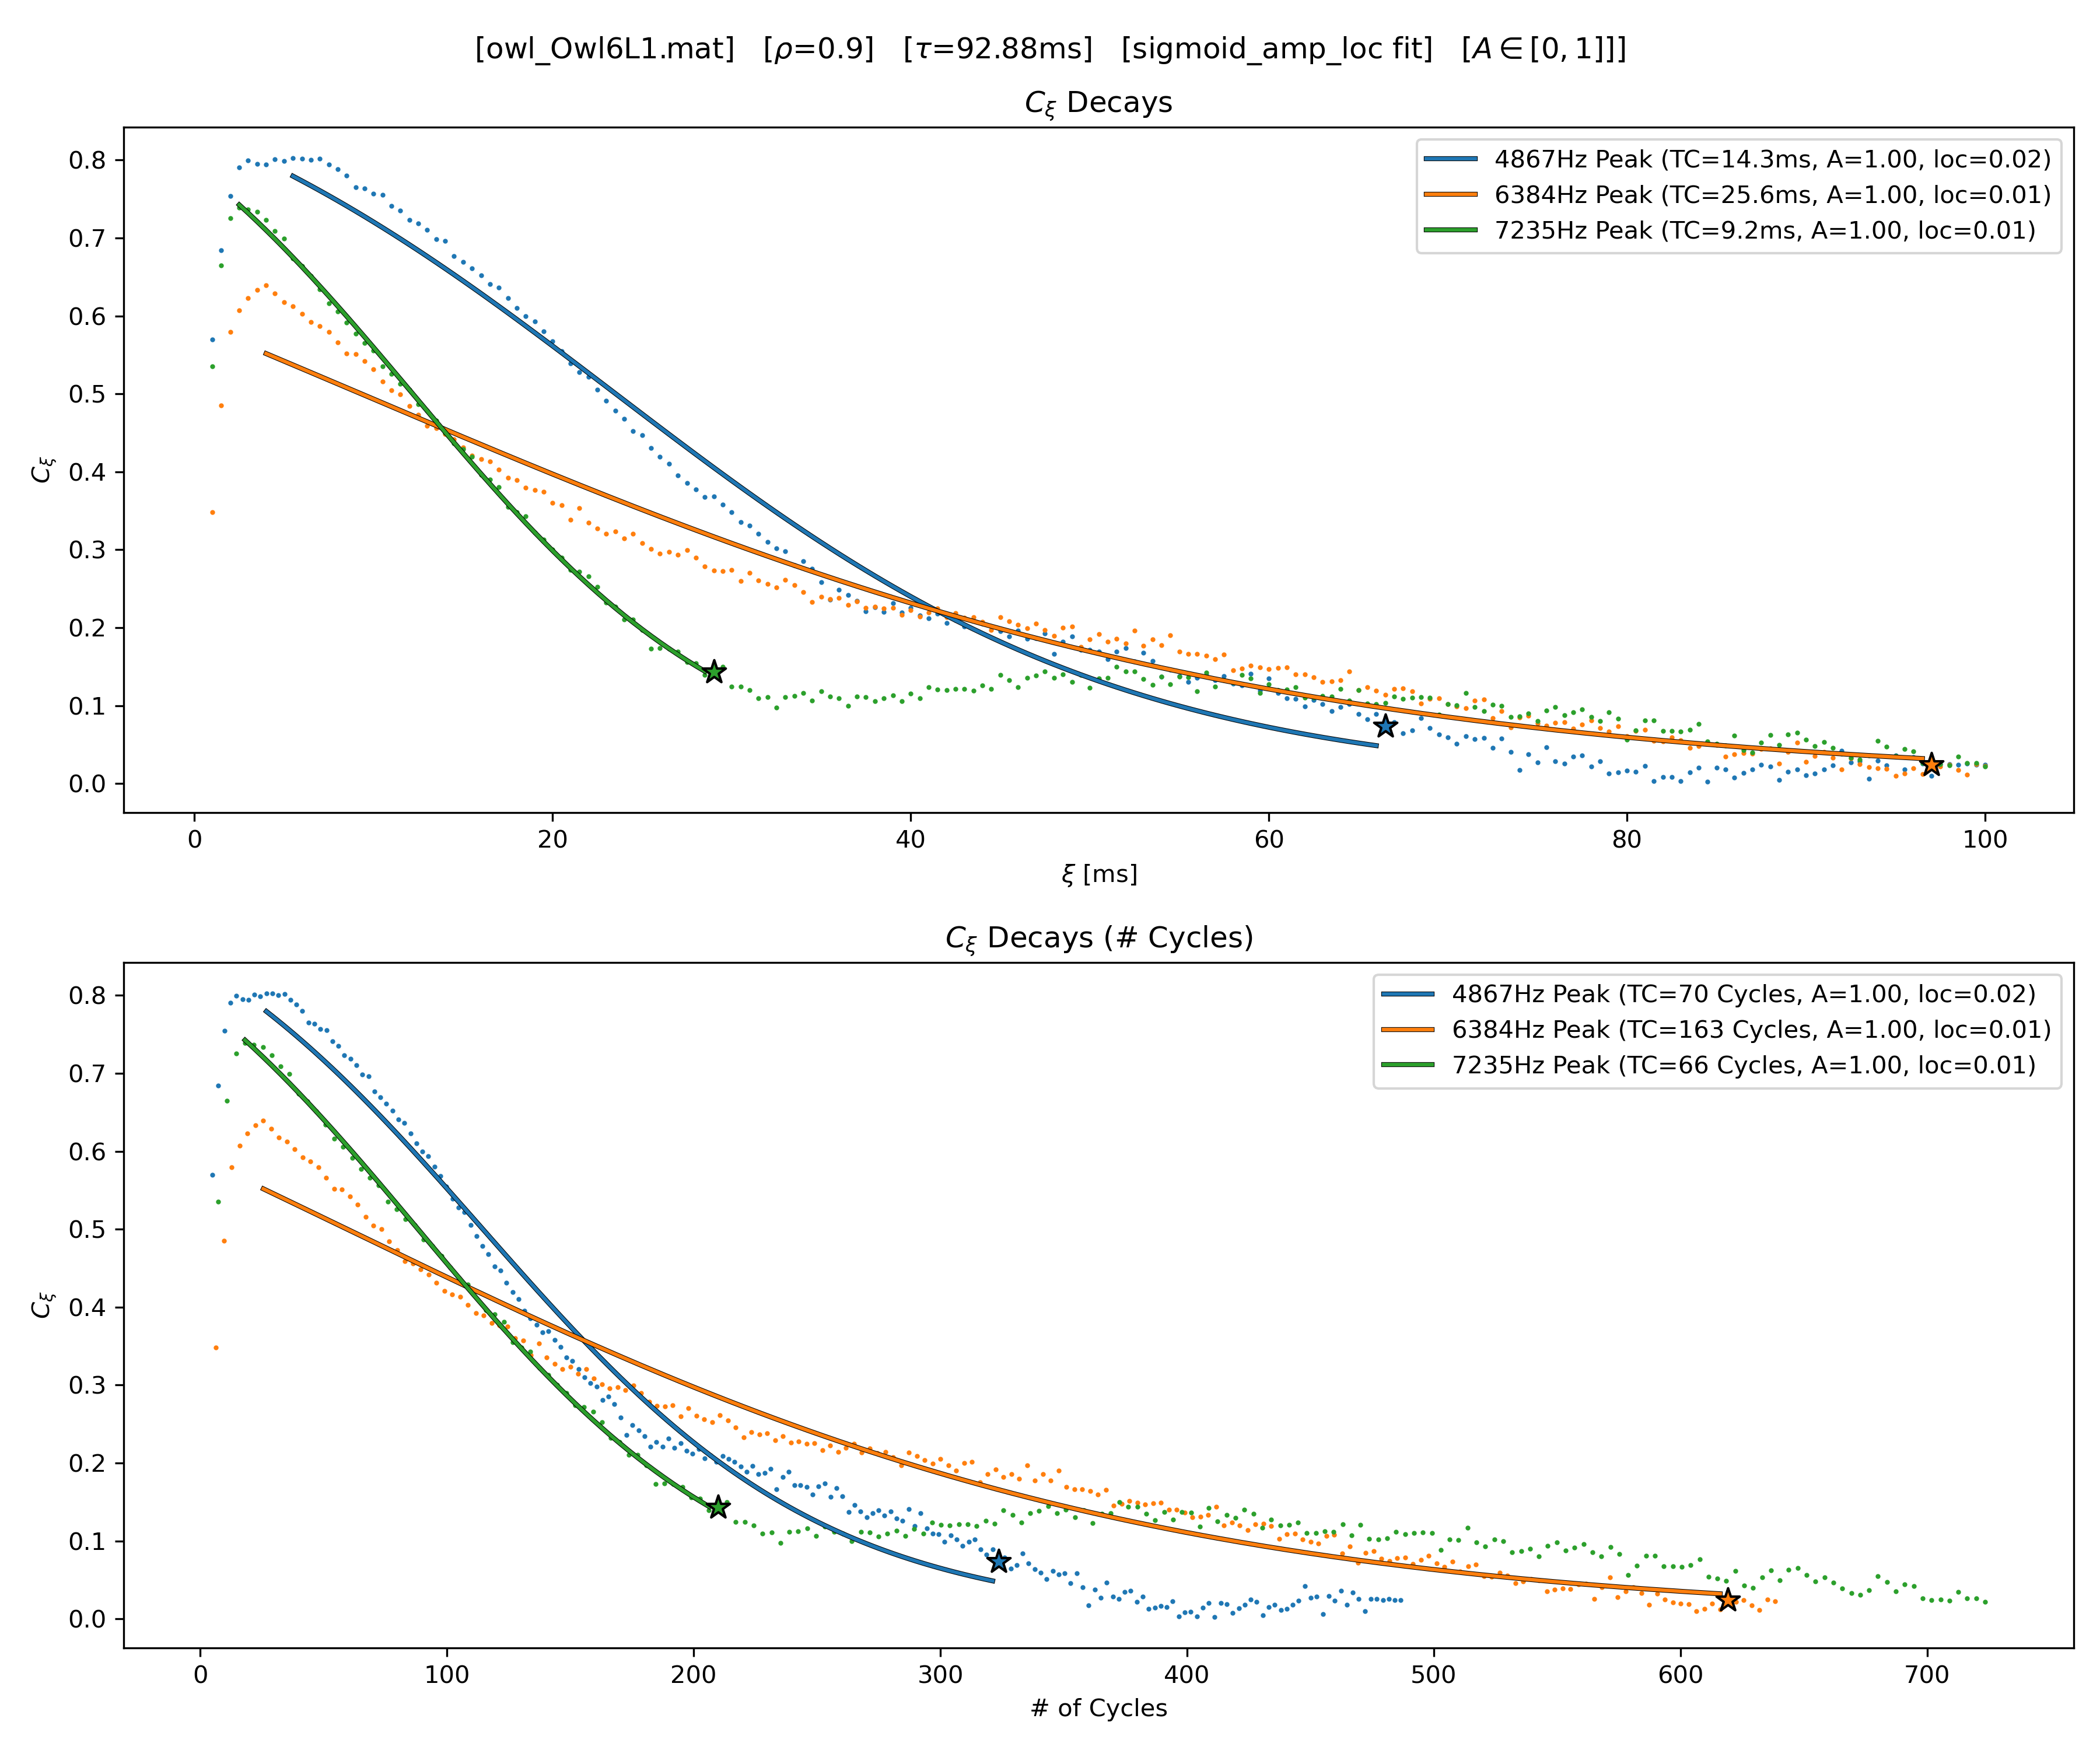 [owl_Owl6L1.mat] [ρ=0.9] [τ=92.88ms] [sigmoid_amp_loc fit] [A ∈ [0, 1]]]
C_ξ Decays
4867Hz Peak (TC=14.3ms, A=1.00, loc=0.02)
6384Hz Peak (TC=25.6ms, A=1.00, loc=0.01)
7235Hz Peak (TC=9.2ms, A=1.00, loc=0.01)
0.8
0.7
0.6
0.5
0.4
0.3
0.2
0.1
0.0
C_ξ
0 20 40 60 80 100
ξ [ms]
C_ξ Decays (# Cycles)
4867Hz Peak (TC=70 Cycles, A=1.00, loc=0.02)
6384Hz Peak (TC=163 Cycles, A=1.00, loc=0.01)
7235Hz Peak (TC=66 Cycles, A=1.00, loc=0.01)
0.8
0.7
0.6
0.5
0.4
0.3
0.2
0.1
0.0
C_ξ
0 100 200 300 400 500 600 700
# of Cycles